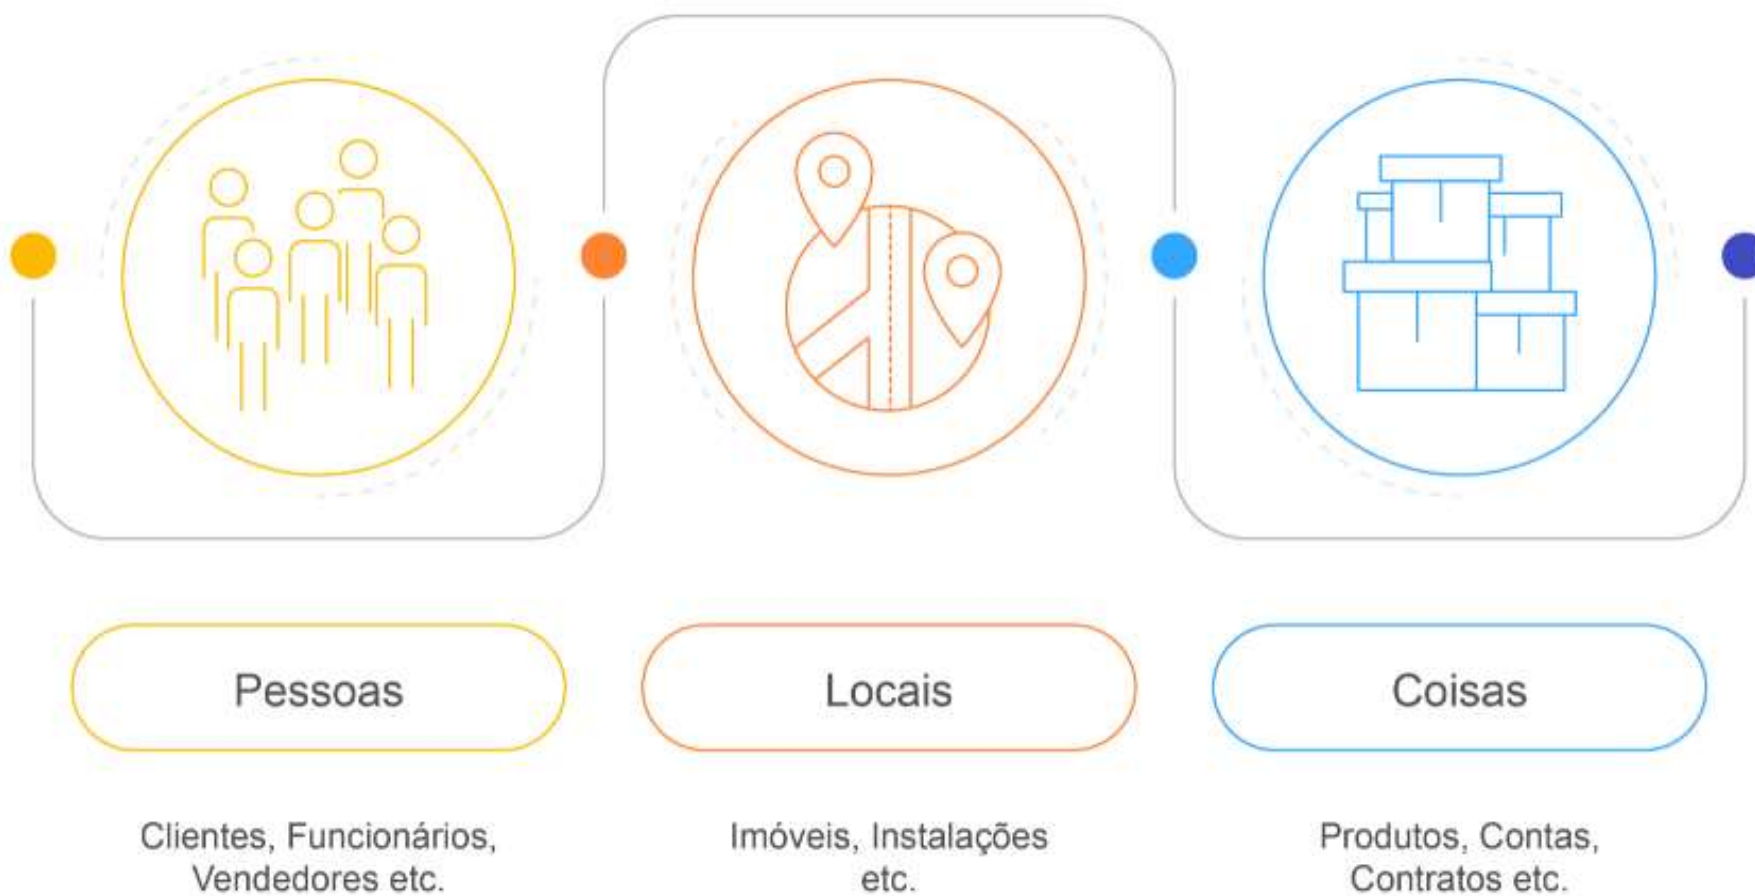 Pessoas
Locais
Coisas
Clientes, Funcionários,
Vendedores etc.
Imóveis, Instalações
etc.
Produtos, Contas,
Contratos etc.